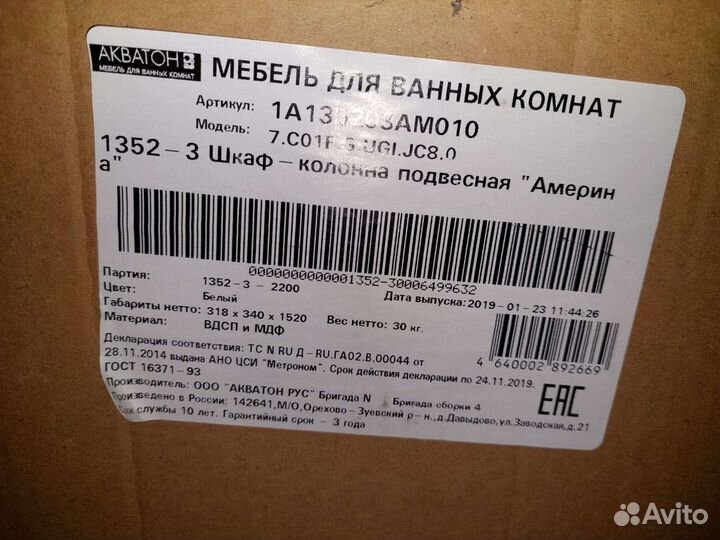 АКВАТОН
МЕБЕЛЬ ДЛЯ ВАННЫХ КОМНАТ
МЕБЕЛЬ ДЛЯ ВАННЫХ КОМНАТ
Артикул:
Модель:
1352-3 Шкаф-колонна подвесная "Америн
а"
0000000000001352-30006499632
Партия: 1352-3 - 2200 Дата выпуска: 2019-01-23 11:44:26
Цвет: Белый
Габариты нетто: 318 x 340 x 1520 Вес нетто: 30 кг.
Материал: ВДСП и МДФ
4 640002 892669
Декларация соответствия: ТС N RU Д-RU.ГА02.В.00044 от
28.11.2014 выдана АНО ЦСИ "Метроном". Срок действия декларации по 24.11.2019.
ГОСТ 16371-93
Производитель: ООО "АКВАТОН РУС" Бригада N Бригада сборки 4
Произведено в России: 142641, М/О, Орехово-Зуевский р-н, д.Давыдово, ул.Заводская, д.21
Срок службы 10 лет. Гарантийный срок - 3 года
ЕАС
Avito